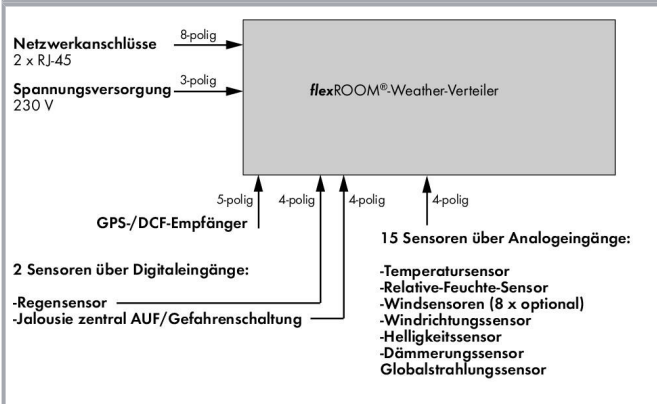 Netzwerkanschlüsse
2 x RJ-45
8-polig
Spannungsversorgung
230 V
3-polig
flexROOM®-Weather-Verteiler
5-polig
4-polig
4-polig
4-polig
GPS-/DCF-Empfänger
2 Sensoren über Digitaleingänge:
-Regensensor
-Jalousie zentral AUF/Gefahrenschaltung
15 Sensoren über Analogeingänge:
-Temperatursensor
-Relative-Feuchte-Sensor
-Windsensoren (8 x optional)
-Windrichtungssensor
-Helligkeitssensor
-Dämmerungssensor
Globalstrahlungssensor